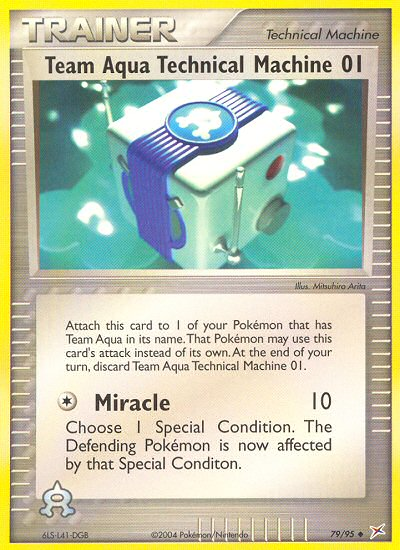 TRAINER
Technical Machine
Team Aqua Technical Machine 01
Illus. Mitsuhiro Arita
Attach this card to 1 of your Pokémon that has
Team Aqua in its name. That Pokémon may use this
card's attack instead of its own. At the end of your
turn, discard Team Aqua Technical Machine 01.
Miracle 10
Choose 1 Special Condition. The
Defending Pokémon is now affected
by that Special Conditon.
6LS-L41-DGB ©2004 Pokémon/Nintendo 79/95